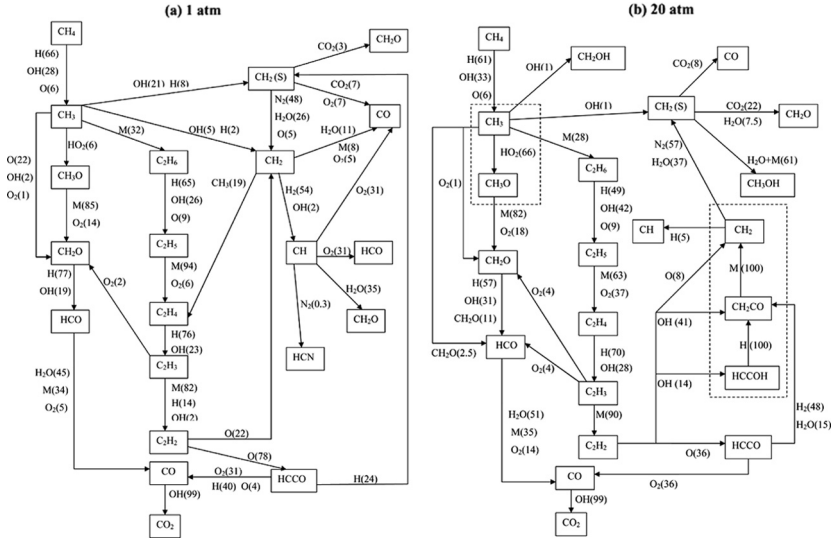 (a) 1 atm
CH₄
H(66)
OH(28)
O(6)
CH₃
OH(21) H(8)
CH₂(S)
CO₂(3)
CH₂O
CO₂(7)
O₂(7)
CO
N₂(48)
H₂O(26)
O(5)
OH(5) H(2)
H₂O(11)
M(8)
O₂(5)
O₂(31)
M(32)
HO₂(6)
O(22)
OH(2)
O₂(1)
CH₃O
C₂H₆
CH₂
CH₃(19)
H(65)
OH(26)
O(9)
H₂(54)
OH(2)
M(85)
O₂(14)
CH₂O
C₂H₅
CH
O₂(31)
HCO
H(77)
OH(19)
O₂(2)
M(94)
O₂(6)
H₂O(35)
CH₂O
N₂(0.3)
HCN
HCO
C₂H₄
H(76)
OH(23)
C₂H₃
H₂O(45)
M(34)
O₂(5)
M(82)
H(14)
OH(2)
C₂H₂
O(22)
O(78)
CO
O₂(31)
H(40) O(4)
HCCO
H(24)
OH(99)
CO₂
(b) 20 atm
CH₄
H(61)
OH(33)
O(6)
OH(1)
CH₂OH
CH₃
OH(1)
CH₂(S)
CO₂(8)
CO
CO₂(22)
H₂O(7.5)
CH₂O
M(28)
HO₂(66)
O₂(1)
N₂(57)
H₂O(37)
H₂O+M(61)
CH₃OH
CH₃O
C₂H₆
H(49)
OH(42)
O(9)
M(82)
O₂(18)
CH₂O
C₂H₅
CH
H(5)
CH₂
H(57)
OH(31)
CH₂O(11)
O₂(4)
M(63)
O₂(37)
O(8)
M(100)
C₂H₄
OH (41)
CH₂CO
HCO
CH₂O(2.5)
H(70)
OH(28)
O₂(4)
H(100)
OH (14)
HCCOH
C₂H₃
M(90)
H₂O(51)
M(35)
O₂(14)
H₂(48)
H₂O(15)
C₂H₂
O(36)
HCCO
O₂(36)
CO
OH(99)
CO₂